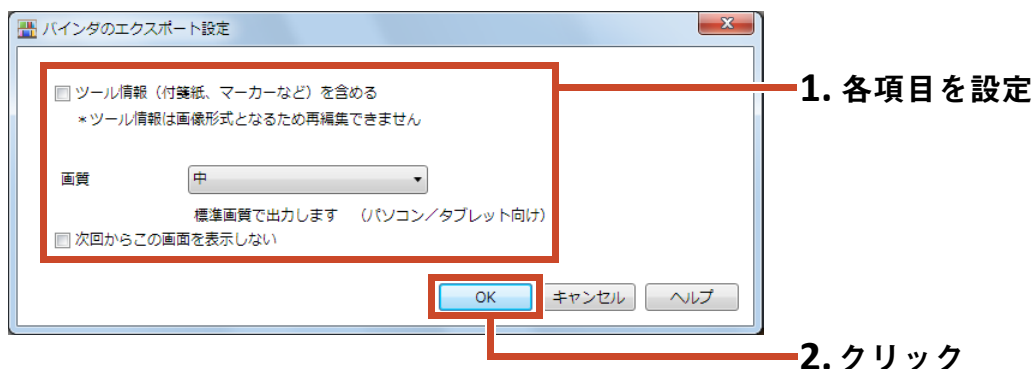 バインダのエクスポート設定
ツール情報（付箋紙、マーカーなど）を含める
*ツール情報は画像形式となるため再編集できません
画質
中
標準画質で出力します （パソコン／タブレット向け）
次回からこの画面を表示しない
OK
キャンセル
ヘルプ
1. 各項目を設定
2. クリック